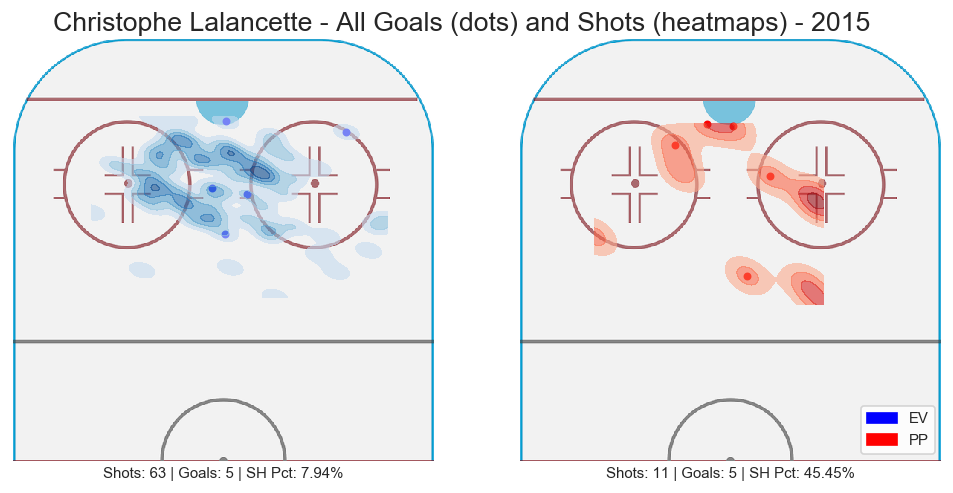 Christophe Lalancette - All Goals (dots) and Shots (heatmaps) - 2015
EV
PP
Shots: 63 | Goals: 5 | SH Pct: 7.94%
Shots: 11 | Goals: 5 | SH Pct: 45.45%